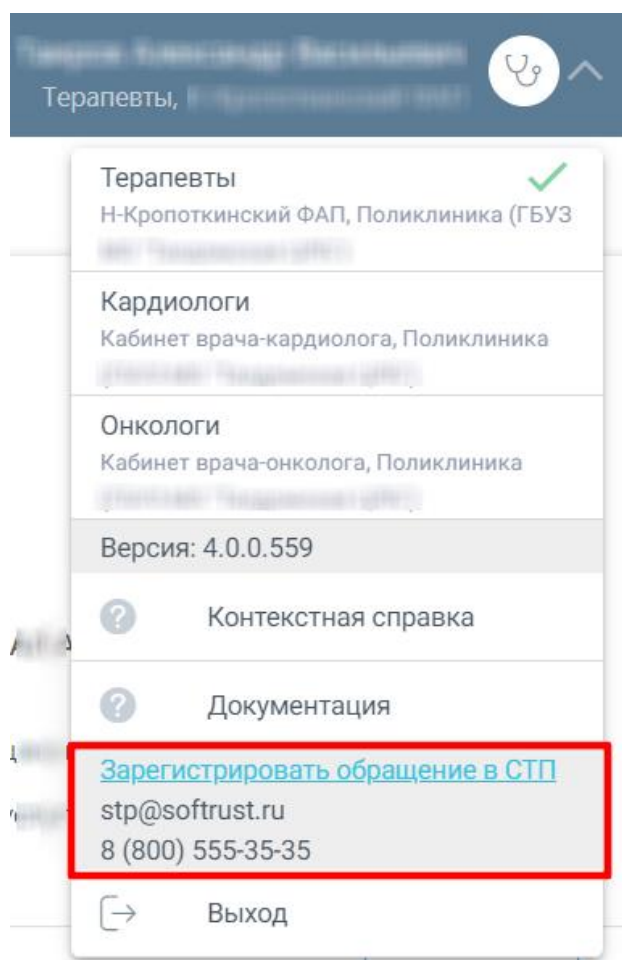 Терапевты,
Терапевты
Н-Кропоткинский ФАП, Поликлиника (ГБУЗ
Кардиологи
Кабинет врача-кардиолога, Поликлиника
Онкологи
Кабинет врача-онколога, Поликлиника
Версия: 4.0.0.559
Контекстная справка
Документация
Зарегистрировать обращение в СТП
stp@softrust.ru
8 (800) 555-35-35
Выход